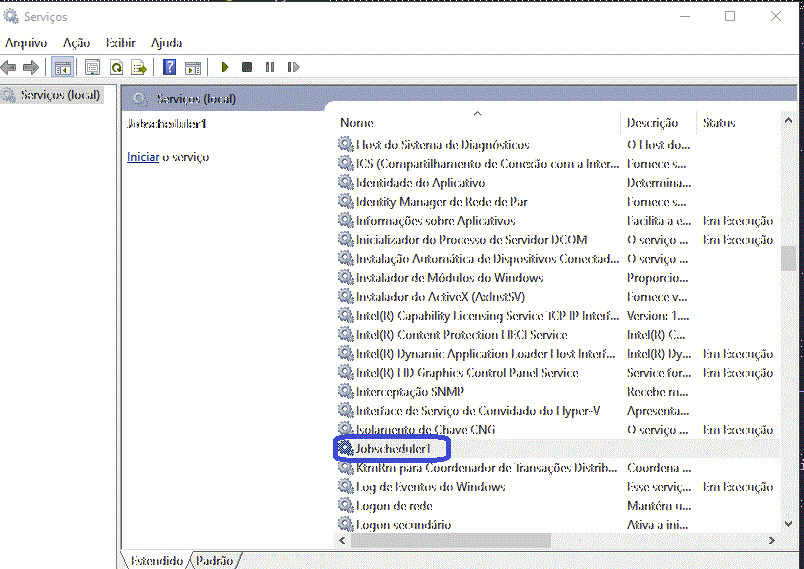 Serviços
Arquivo Ação Exibir Ajuda
Serviços (local)
Serviços (local)
Jobscheduler1
Iniciar o serviço
Nome Descrição Status
Host do Sistema de Diagnósticos O Host do...
ICS (Compartilhamento de Conexão com a Inter... Fornece s...
Identidade do Aplicativo Determina...
Identity Manager de Rede de Par Fornece s...
Informações sobre Aplicativos Facilita a e... Em Execução
Inicializador do Processo de Servidor DCOM O serviço ... Em Execução
Instalação Automática de Dispositivos Conectad... O serviço ...
Instalador de Módulos do Windows Proporcio...
Instalador do ActiveX (AxInstSV) Fornece v...
Intel(R) Capability Licensing Service TCP IP Interf... Version: 1....
Intel(R) Content Protection HECI Service Intel(R) C...
Intel(R) Dynamic Application Loader Host Interf... Intel(R) Dy... Em Execução
Intel(R) HD Graphics Control Panel Service Service for... Em Execução
Interceptação SNMP Recebe m...
Interface de Serviço de Convidado do Hyper-V Apresenta...
Isolamento de Chave CNG O serviço ... Em Execução
Jobscheduler1
KtmRm para Coordenador de Transações Distrib... Coordena ...
Log de Eventos do Windows Esse serviç... Em Execução
Logon de rede Mantém u...
Logon secundário Ativa a ini...
Estendido Padrão